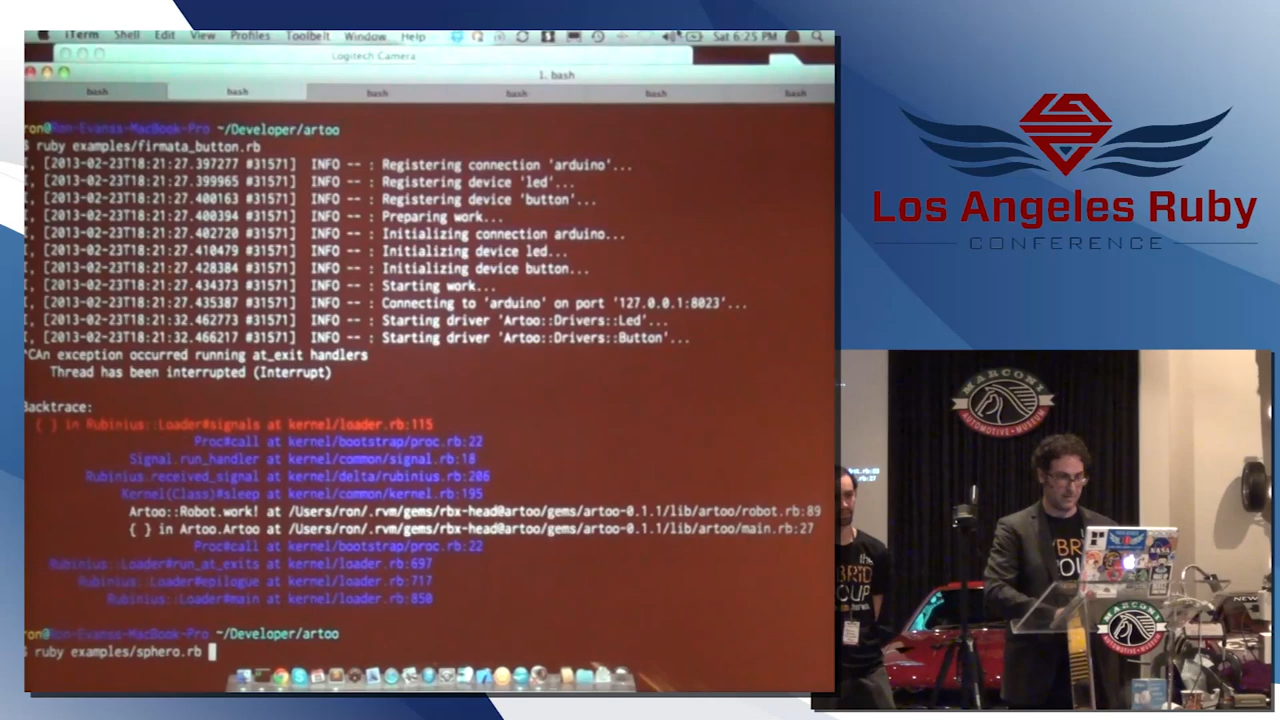 iTerm Shell Edit View Profiles Toolbelt Window Help Sat 6:25 PM
Logitech Camera
1. bash
bash bash bash bash bash bash
ron@Ron-Evanss-MacBook-Pro ~/Developer/artoo
$ ruby examples/firmata_button.rb
I, [2013-02-23T18:21:27.397277 #31571] INFO -- : Registering connection 'arduino'...
I, [2013-02-23T18:21:27.399965 #31571] INFO -- : Registering device 'led'...
I, [2013-02-23T18:21:27.400163 #31571] INFO -- : Registering device 'button'...
I, [2013-02-23T18:21:27.400394 #31571] INFO -- : Preparing work...
I, [2013-02-23T18:21:27.402720 #31571] INFO -- : Initializing connection arduino...
I, [2013-02-23T18:21:27.410479 #31571] INFO -- : Initializing device led...
I, [2013-02-23T18:21:27.428384 #31571] INFO -- : Initializing device button...
I, [2013-02-23T18:21:27.434373 #31571] INFO -- : Starting work...
I, [2013-02-23T18:21:27.435387 #31571] INFO -- : Connecting to 'arduino' on port '127.0.0.1:8023'...
I, [2013-02-23T18:21:32.462773 #31571] INFO -- : Starting driver 'Artoo::Drivers::Led'...
I, [2013-02-23T18:21:32.466217 #31571] INFO -- : Starting driver 'Artoo::Drivers::Button'...
^CAn exception occurred running at_exit handlers
Thread has been interrupted (Interrupt)
Backtrace:
{ } in Rubinius::Loader#signals at kernel/loader.rb:115
Proc#call at kernel/bootstrap/proc.rb:22
Signal.run_handler at kernel/common/signal.rb:18
Rubinius.received_signal at kernel/delta/rubinius.rb:206
Kernel(Class)#sleep at kernel/common/kernel.rb:195
Artoo::Robot.work! at /Users/ron/.rvm/gems/rbx-head@artoo/gems/artoo-0.1.1/lib/artoo/robot.rb:89
{ } in Artoo.Artoo at /Users/ron/.rvm/gems/rbx-head@artoo/gems/artoo-0.1.1/lib/artoo/main.rb:27
Proc#call at kernel/bootstrap/proc.rb:22
Rubinius::Loader#run_at_exits at kernel/loader.rb:697
Rubinius::Loader#epilogue at kernel/loader.rb:717
Rubinius::Loader#main at kernel/loader.rb:850
ron@Ron-Evanss-MacBook-Pro ~/Developer/artoo
$ ruby examples/sphero.rb
Los Angeles Ruby
CONFERENCE
MARCONI
AUTOMOTIVE MUSEUM
MARCONI
AUTOMOTIVE MUSEUM
NASA
NEW